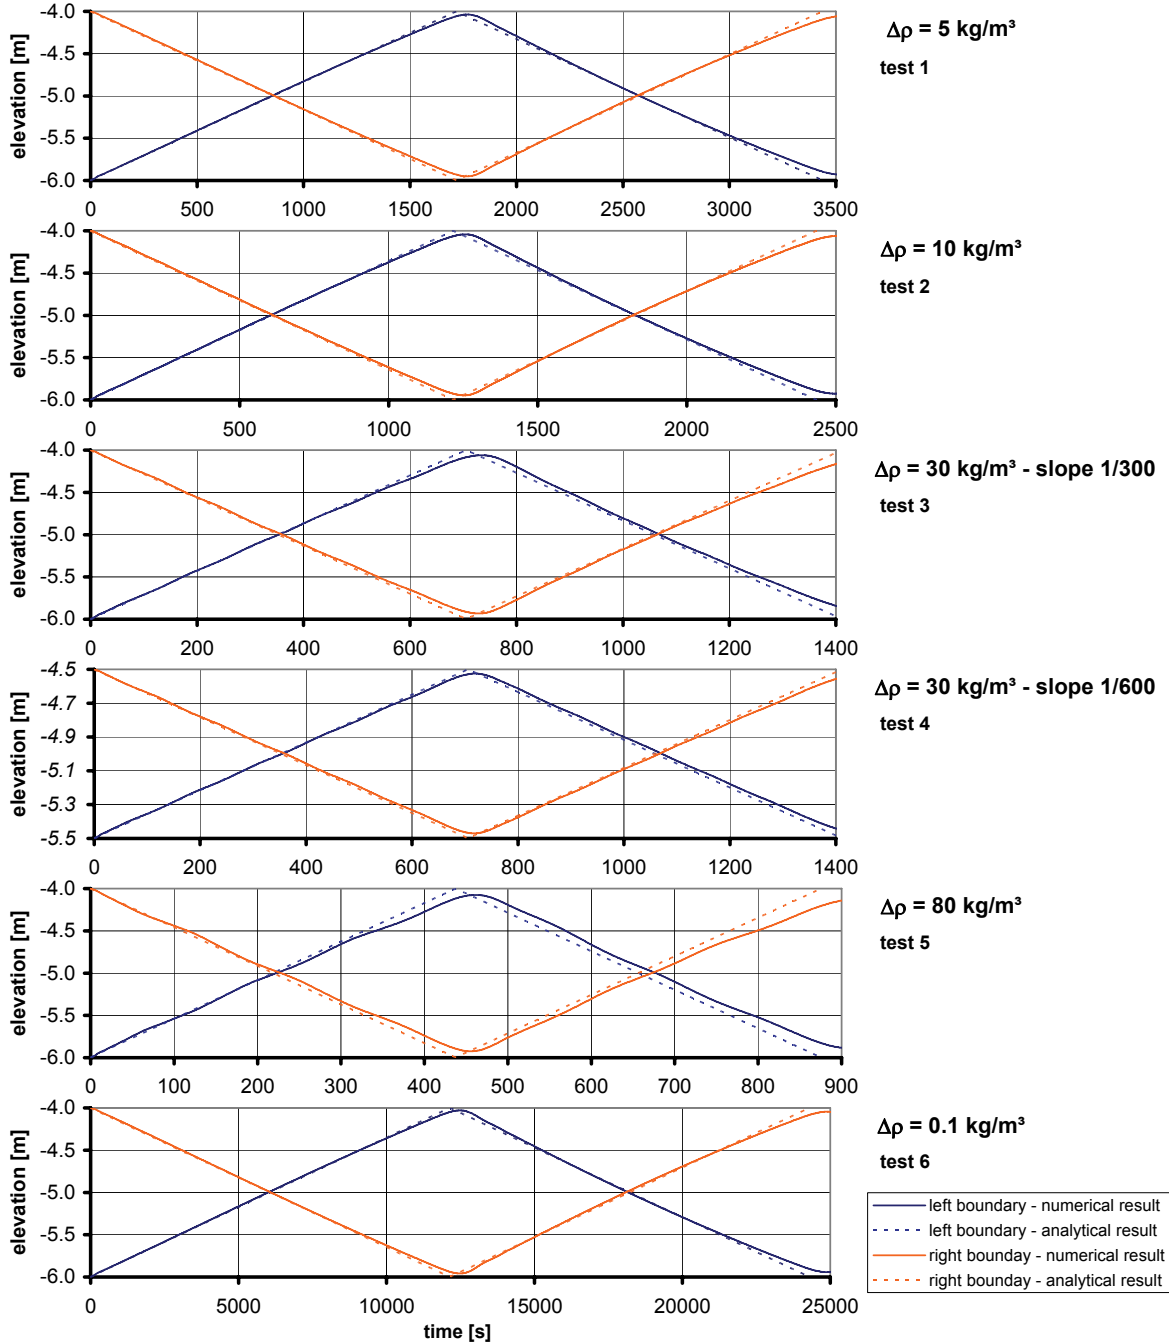 -4.0
-4.5
-5.0
-5.5
-6.0
elevation [m]
0 500 1000 1500 2000 2500 3000 3500
Δρ = 5 kg/m³
test 1
-4.0
-4.5
-5.0
-5.5
-6.0
elevation [m]
0 500 1000 1500 2000 2500
Δρ = 10 kg/m³
test 2
-4.0
-4.5
-5.0
-5.5
-6.0
elevation [m]
0 200 400 600 800 1000 1200 1400
Δρ = 30 kg/m³ - slope 1/300
test 3
-4.5
-4.7
-4.9
-5.1
-5.3
-5.5
elevation [m]
0 200 400 600 800 1000 1200 1400
Δρ = 30 kg/m³ - slope 1/600
test 4
-4.0
-4.5
-5.0
-5.5
-6.0
elevation [m]
0 100 200 300 400 500 600 700 800 900
Δρ = 80 kg/m³
test 5
-4.0
-4.5
-5.0
-5.5
-6.0
elevation [m]
0 5000 10000 15000 20000 25000
time [s]
Δρ = 0.1 kg/m³
test 6
left boundary - numerical result
left boundary - analytical result
right bounday - numerical result
right bounday - analytical result